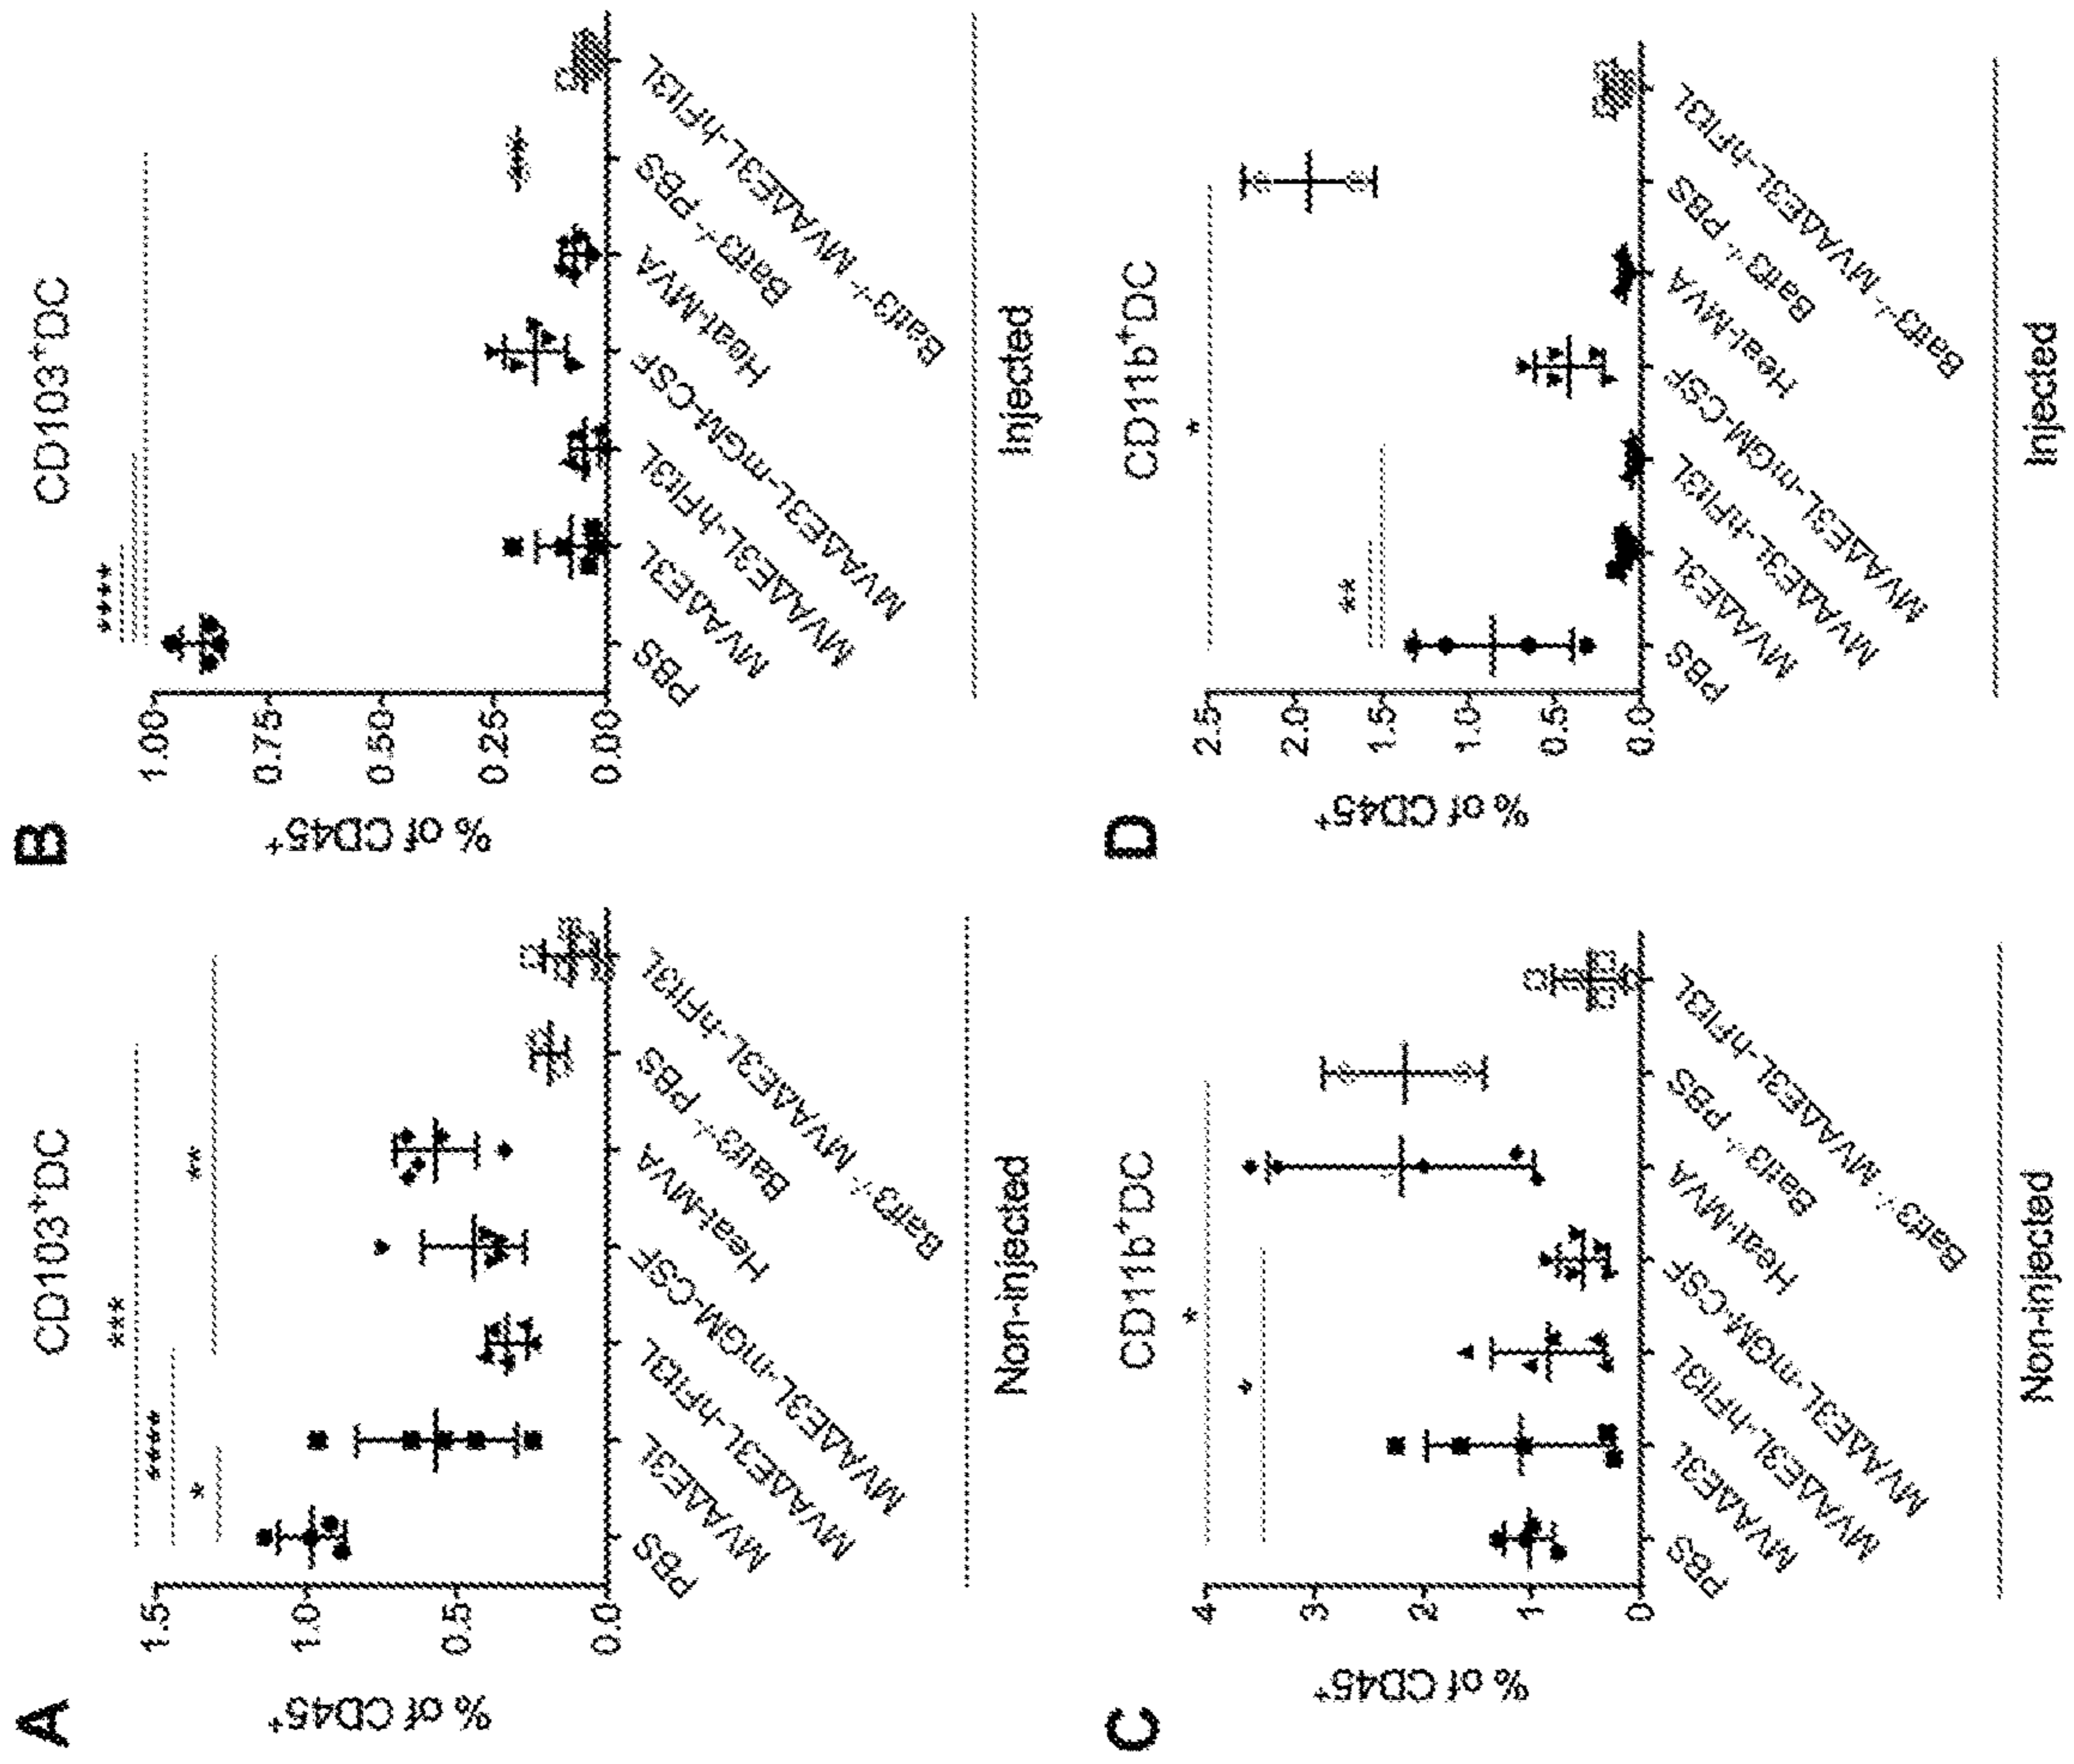 A
CD103⁺DC
***
****
*
**
% of CD45⁺
1.5
1.0
0.5
0.0
PBS
MVAΔE3L
MVAΔE3L-hFlt3L
MVAΔE3L-mGM-CSF
Heat-MVA
Batf3⁻/⁻ PBS
Batf3⁻/⁻ MVAΔE3L-hFlt3L
Non-injected
B
CD103⁺DC
****
% of CD45⁺
1.00
0.75
0.50
0.25
0.00
PBS
MVAΔE3L
MVAΔE3L-hFlt3L
MVAΔE3L-mGM-CSF
Heat-MVA
Batf3⁻/⁻ PBS
Batf3⁻/⁻ MVAΔE3L-hFlt3L
Injected
C
CD11b⁺DC
*
*
% of CD45⁺
4
3
2
1
0
PBS
MVAΔE3L
MVAΔE3L-hFlt3L
MVAΔE3L-mGM-CSF
Heat-MVA
Batf3⁻/⁻ PBS
Batf3⁻/⁻ MVAΔE3L-hFlt3L
Non-injected
D
CD11b⁺DC
*
**
% of CD45⁺
2.5
2.0
1.5
1.0
0.5
0.0
PBS
MVAΔE3L
MVAΔE3L-hFlt3L
MVAΔE3L-mGM-CSF
Heat-MVA
Batf3⁻/⁻ PBS
Batf3⁻/⁻ MVAΔE3L-hFlt3L
Injected